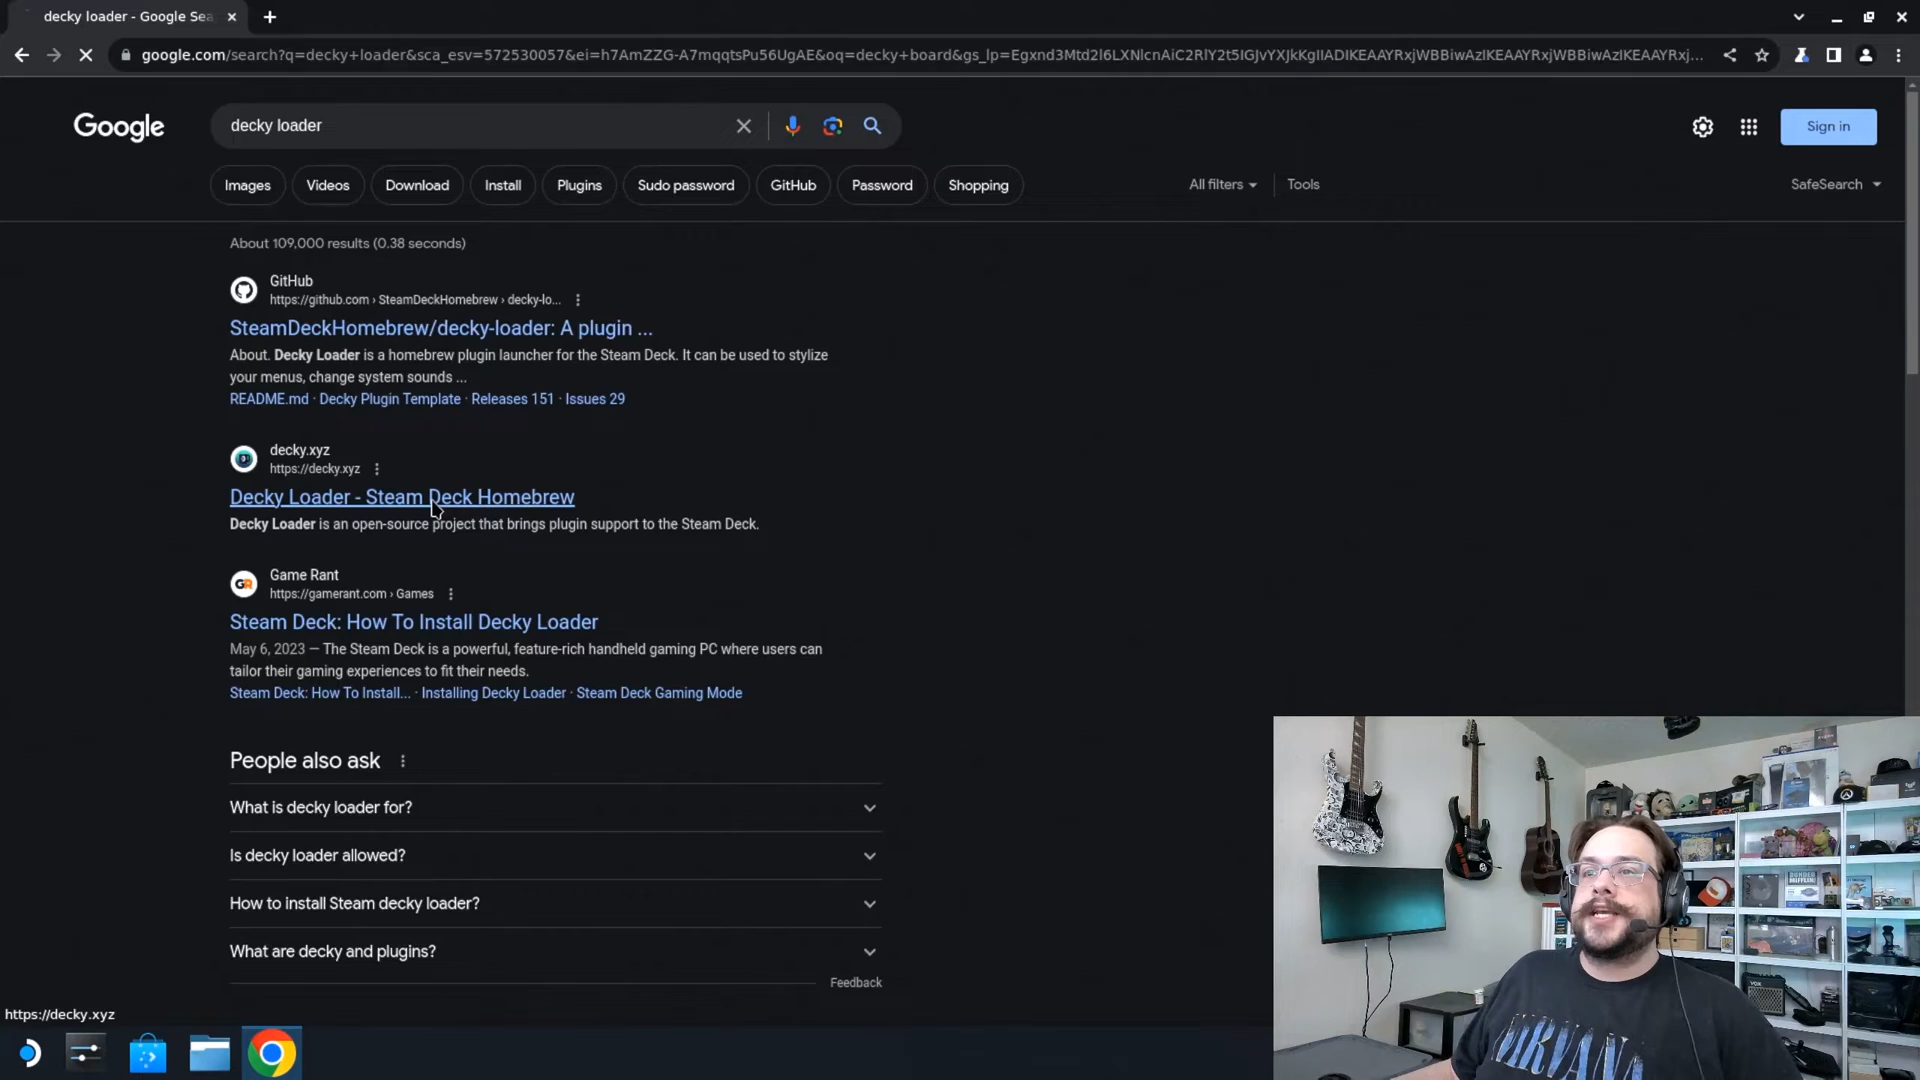 decky loader - Google Sea
google.com/search?q=decky+loader&sca_esv=572530057&ei=h7AmZZG-A7mqqtsPu56UgAE&oq=decky+board&gs_lp=Egxnd3Mtd2l6LXNlcnAiC2RlY2t5IGJvYXJkKgIIADIKEAAYRxjWBBiwAzIKEAAYRxjWBBiwAzIKEAAYRxjWBBiwAzIKEAAYRxj...
Google
decky loader
Sign in
Images
Videos
Download
Install
Plugins
Sudo password
GitHub
Password
Shopping
All filters
Tools
SafeSearch
About 109,000 results (0.38 seconds)
GitHub
https://github.com › SteamDeckHomebrew › decky-lo...
SteamDeckHomebrew/decky-loader: A plugin ...
About. Decky Loader is a homebrew plugin launcher for the Steam Deck. It can be used to stylize
your menus, change system sounds ...
README.md · Decky Plugin Template · Releases 151 · Issues 29
decky.xyz
https://decky.xyz
Decky Loader - Steam Deck Homebrew
Decky Loader is an open-source project that brings plugin support to the Steam Deck.
Game Rant
https://gamerant.com › Games
GR
Steam Deck: How To Install Decky Loader
May 6, 2023 — The Steam Deck is a powerful, feature-rich handheld gaming PC where users can
tailor their gaming experiences to fit their needs.
Steam Deck: How To Install... · Installing Decky Loader · Steam Deck Gaming Mode
People also ask
What is decky loader for?
Is decky loader allowed?
How to install Steam decky loader?
What are decky and plugins?
Feedback
https://decky.xyz
NIRVANA